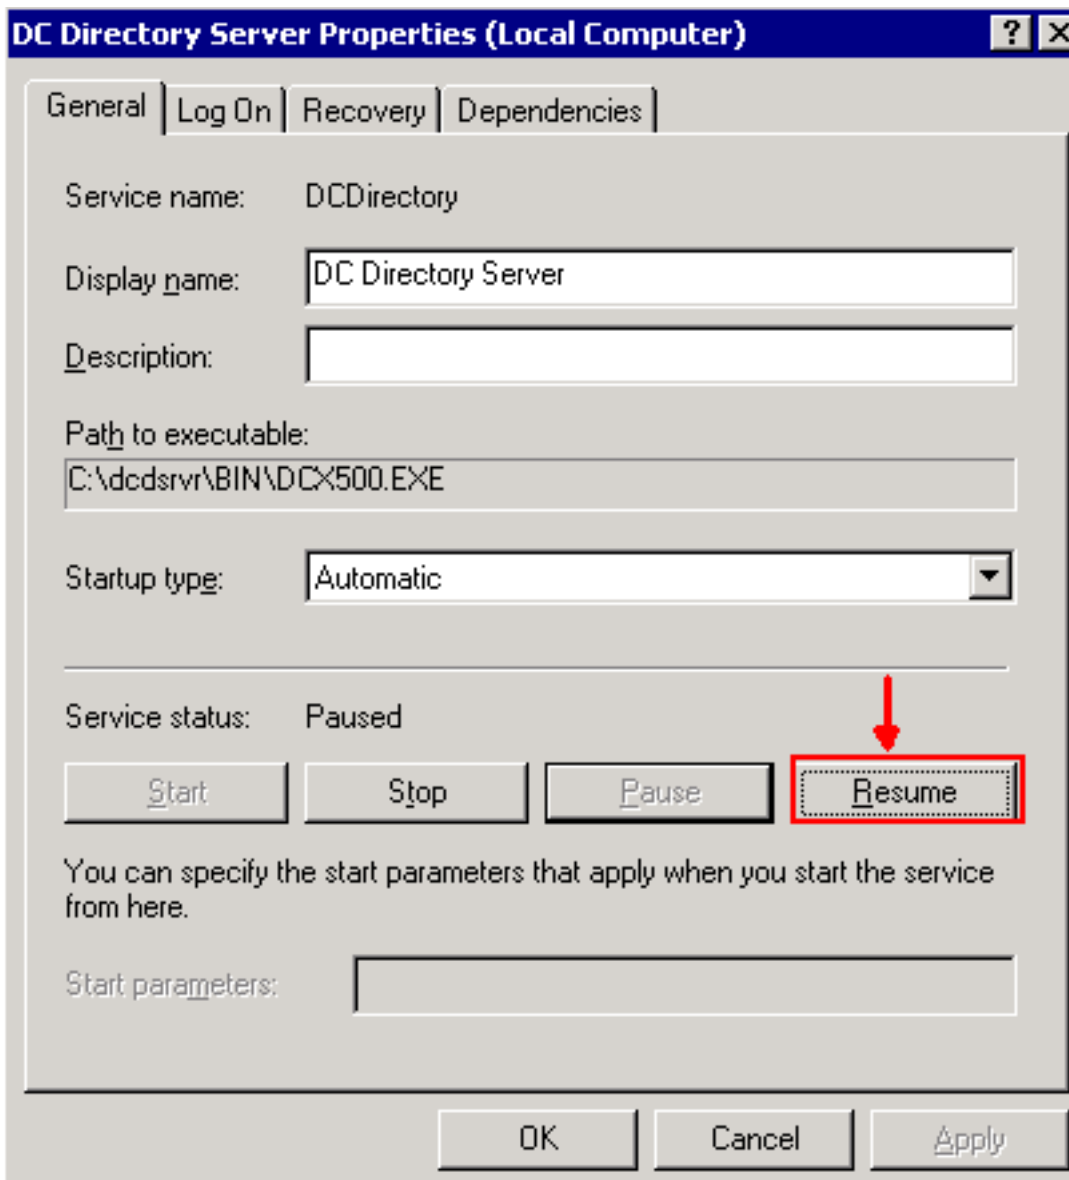 DC Directory Server Properties (Local Computer)
General Log On Recovery Dependencies
Service name: DCDirectory
Display name: DC Directory Server
Description:
Path to executable:
C:\dcdsrvr\BIN\DCX500.EXE
Startup type: Automatic
Service status: Paused
Start Stop Pause Resume
You can specify the start parameters that apply when you start the service
from here.
Start parameters:
OK Cancel Apply